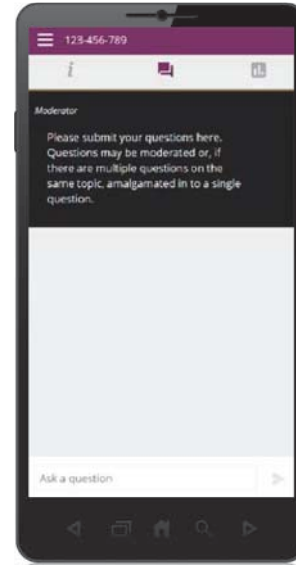 123-456-789
i
Moderator
Please submit your questions here.
Questions may be moderated or, if
there are multiple questions on the
same topic, amalgamated in to a single
question.
Ask a question